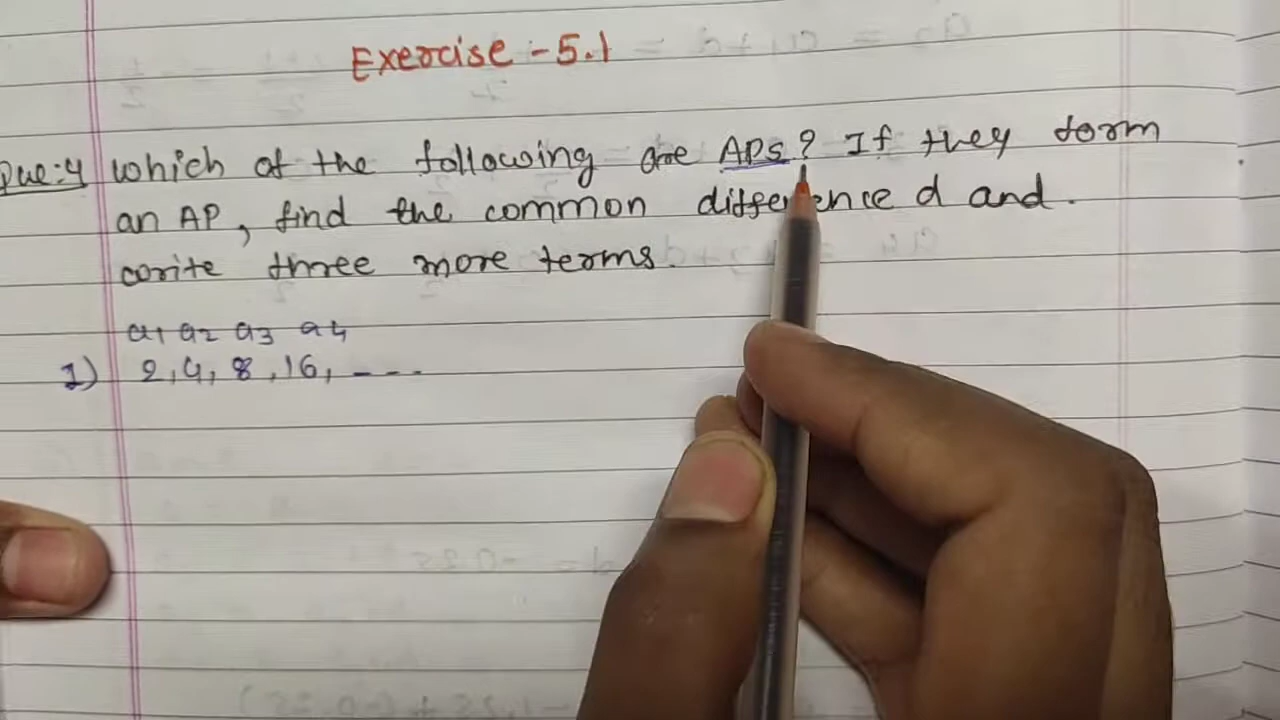 Exercise - 5.1
Que:4 which of the following are APs? If they form
an AP, find the common difference d and.
write three more terms.
a1 a2 a3 a4
1) 2, 4, 8, 16, ----